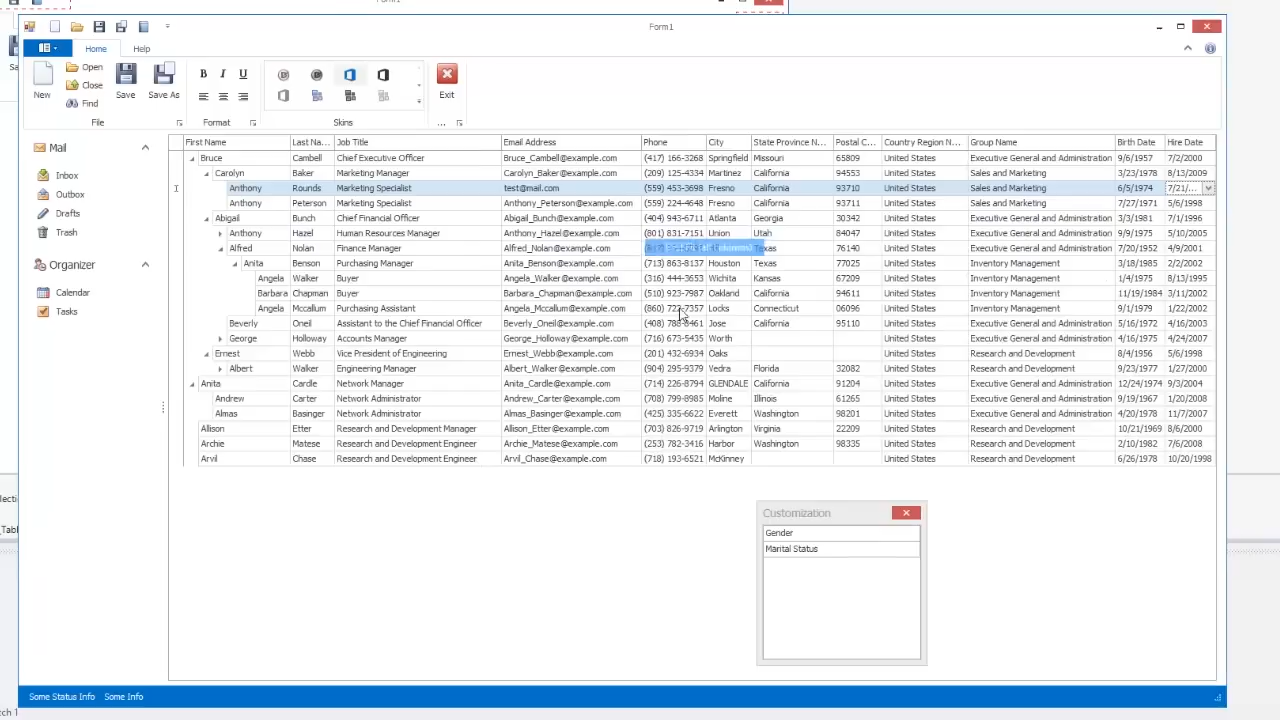 Form1
Form1
Home Help
New Open Close Find Save Save As B I U Exit
File Format Skins ...
Mail
Inbox
Outbox
Drafts
Trash
Organizer
Calendar
Tasks
First Name Last Na... Job Title Email Address Phone City State Province N... Postal C... Country Region N... Group Name Birth Date Hire Date
Bruce Cambell Chief Executive Officer Bruce_Cambell@example.com (417) 166-3268 Springfield Missouri 65809 United States Executive General and Administration 9/6/1957 7/2/2000
Carolyn Baker Marketing Manager Carolyn_Baker@example.com (209) 125-4334 Martinez California 94553 United States Sales and Marketing 3/23/1978 8/13/2009
Anthony Rounds Marketing Specialist test@mail.com (559) 453-3698 Fresno California 93710 United States Sales and Marketing 6/5/1974 7/21/...
Anthony Peterson Marketing Specialist Anthony_Peterson@example.com (559) 224-4648 Fresno California 93711 United States Sales and Marketing 7/27/1971 5/6/1998
Abigail Bunch Chief Financial Officer Abigail_Bunch@example.com (404) 943-6711 Atlanta Georgia 30342 United States Executive General and Administration 3/3/1981 7/1/1996
Anthony Hazel Human Resources Manager Anthony_Hazel@example.com (801) 831-7151 Union Utah 84047 United States Executive General and Administration 9/9/1975 5/10/1998
Alfred Nolan Finance Manager Alfred_Nolan@example.com Texas 76140 United States Executive General and Administration 7/20/1952 4/9/2001
Anita Benson Purchasing Manager Anita_Benson@example.com (713) 863-8137 Houston Texas 77025 United States Inventory Management 3/18/1985 2/2/2002
Angela Walker Buyer Angela_Walker@example.com (316) 444-3653 Wichita Kansas 67209 United States Inventory Management 1/4/1975 8/13/1995
Barbara Chapman Buyer Barbara_Chapman@example.com (510) 923-7987 Oakland California 94611 United States Inventory Management 11/19/1984 3/11/2002
Angela Mccallum Purchasing Assistant Angela_Mccallum@example.com (860) 723-7357 Locks Connecticut 06096 United States Inventory Management 9/1/1979 1/22/2002
Beverly Oneil Assistant to the Chief Financial Officer Beverly_Oneil@example.com (408) 788-8461 Jose California 95110 United States Executive General and Administration 5/16/1972 4/16/2003
George Holloway Accounts Manager George_Holloway@example.com (716) 673-5435 Worth United States Executive General and Administration 4/16/1975 4/24/2007
Ernest Webb Vice President of Engineering Ernest_Webb@example.com (201) 432-6934 Oaks United States Research and Development 8/4/1956 5/6/1998
Albert Walker Engineering Manager Albert_Walker@example.com (904) 295-9379 Vedra Florida 32082 United States Research and Development 9/23/1977 1/27/2000
Anita Cardle Network Manager Anita_Cardle@example.com (714) 226-8794 GLENDALE California 91204 United States Executive General and Administration 12/24/1974 9/3/2004
Andrew Carter Network Administrator Andrew_Carter@example.com (708) 799-8985 Moline Illinois 61265 United States Executive General and Administration 9/19/1967 1/20/2008
Almas Basinger Network Administrator Almas_Basinger@example.com (425) 335-6622 Everett Washington 98201 United States Executive General and Administration 4/20/1978 11/7/2007
Allison Etter Research and Development Manager Allison_Etter@example.com (703) 826-9719 Arlington Virginia 22209 United States Research and Development 10/21/1969 8/6/2000
Archie Matese Research and Development Engineer Archie_Matese@example.com (253) 782-3416 Harbor Washington 98335 United States Research and Development 2/10/1982 7/6/2008
Arvil Chase Research and Development Engineer Arvil_Chase@example.com (718) 193-6521 McKinney United States Research and Development 6/26/1978 10/20/1998
Customization
Gender
Marital Status
Some Status Info Some Info